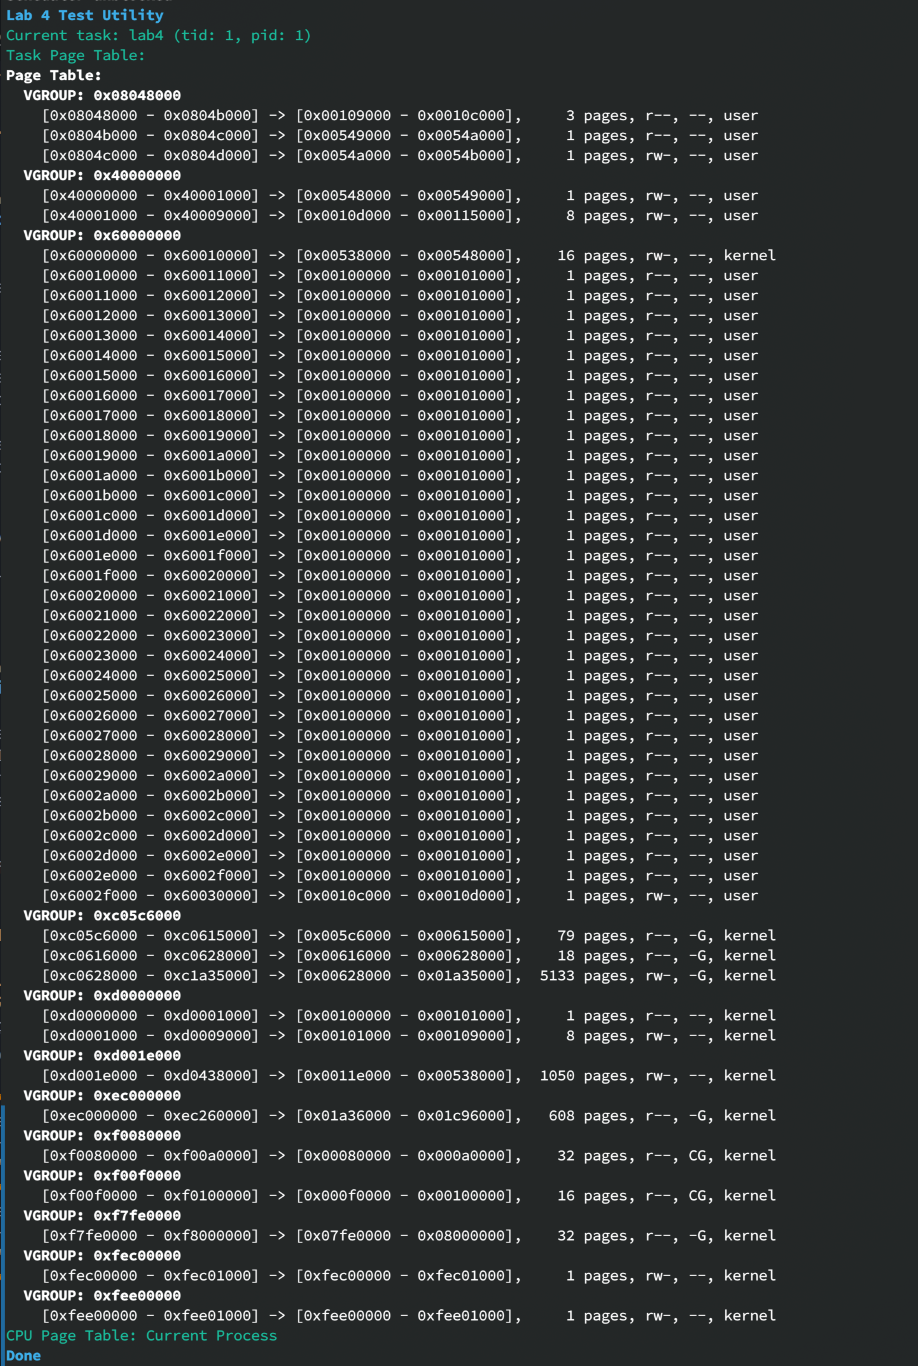 Lab 4 Test Utility
Current task: lab4 (tid: 1, pid: 1)
Task Page Table:
Page Table:
VGROUP: 0x08048000
[0x08048000 - 0x0804b000] -> [0x00109000 - 0x0010c000], 3 pages, r--, --, user
[0x0804b000 - 0x0804c000] -> [0x00549000 - 0x0054a000], 1 pages, r--, --, user
[0x0804c000 - 0x0804d000] -> [0x0054a000 - 0x0054b000], 1 pages, rw-, --, user
VGROUP: 0x40000000
[0x40000000 - 0x40001000] -> [0x00548000 - 0x00549000], 1 pages, rw-, --, user
[0x40001000 - 0x40009000] -> [0x0010d000 - 0x00115000], 8 pages, rw-, --, user
VGROUP: 0x60000000
[0x60000000 - 0x60010000] -> [0x00538000 - 0x00548000], 16 pages, rw-, --, kernel
[0x60010000 - 0x60011000] -> [0x00100000 - 0x00101000], 1 pages, r--, --, user
[0x60011000 - 0x60012000] -> [0x00100000 - 0x00101000], 1 pages, r--, --, user
[0x60012000 - 0x60013000] -> [0x00100000 - 0x00101000], 1 pages, r--, --, user
[0x60013000 - 0x60014000] -> [0x00100000 - 0x00101000], 1 pages, r--, --, user
[0x60014000 - 0x60015000] -> [0x00100000 - 0x00101000], 1 pages, r--, --, user
[0x60015000 - 0x60016000] -> [0x00100000 - 0x00101000], 1 pages, r--, --, user
[0x60016000 - 0x60017000] -> [0x00100000 - 0x00101000], 1 pages, r--, --, user
[0x60017000 - 0x60018000] -> [0x00100000 - 0x00101000], 1 pages, r--, --, user
[0x60018000 - 0x60019000] -> [0x00100000 - 0x00101000], 1 pages, r--, --, user
[0x60019000 - 0x6001a000] -> [0x00100000 - 0x00101000], 1 pages, r--, --, user
[0x6001a000 - 0x6001b000] -> [0x00100000 - 0x00101000], 1 pages, r--, --, user
[0x6001b000 - 0x6001c000] -> [0x00100000 - 0x00101000], 1 pages, r--, --, user
[0x6001c000 - 0x6001d000] -> [0x00100000 - 0x00101000], 1 pages, r--, --, user
[0x6001d000 - 0x6001e000] -> [0x00100000 - 0x00101000], 1 pages, r--, --, user
[0x6001e000 - 0x6001f000] -> [0x00100000 - 0x00101000], 1 pages, r--, --, user
[0x6001f000 - 0x60020000] -> [0x00100000 - 0x00101000], 1 pages, r--, --, user
[0x60020000 - 0x60021000] -> [0x00100000 - 0x00101000], 1 pages, r--, --, user
[0x60021000 - 0x60022000] -> [0x00100000 - 0x00101000], 1 pages, r--, --, user
[0x60022000 - 0x60023000] -> [0x00100000 - 0x00101000], 1 pages, r--, --, user
[0x60023000 - 0x60024000] -> [0x00100000 - 0x00101000], 1 pages, r--, --, user
[0x60024000 - 0x60025000] -> [0x00100000 - 0x00101000], 1 pages, r--, --, user
[0x60025000 - 0x60026000] -> [0x00100000 - 0x00101000], 1 pages, r--, --, user
[0x60026000 - 0x60027000] -> [0x00100000 - 0x00101000], 1 pages, r--, --, user
[0x60027000 - 0x60028000] -> [0x00100000 - 0x00101000], 1 pages, r--, --, user
[0x60028000 - 0x60029000] -> [0x00100000 - 0x00101000], 1 pages, r--, --, user
[0x60029000 - 0x6002a000] -> [0x00100000 - 0x00101000], 1 pages, r--, --, user
[0x6002a000 - 0x6002b000] -> [0x00100000 - 0x00101000], 1 pages, r--, --, user
[0x6002b000 - 0x6002c000] -> [0x00100000 - 0x00101000], 1 pages, r--, --, user
[0x6002c000 - 0x6002d000] -> [0x00100000 - 0x00101000], 1 pages, r--, --, user
[0x6002d000 - 0x6002e000] -> [0x00100000 - 0x00101000], 1 pages, r--, --, user
[0x6002e000 - 0x6002f000] -> [0x00100000 - 0x00101000], 1 pages, r--, --, user
[0x6002f000 - 0x60030000] -> [0x0010c000 - 0x0010d000], 1 pages, rw-, --, user
VGROUP: 0xc05c6000
[0xc05c6000 - 0xc0615000] -> [0x005c6000 - 0x00615000], 79 pages, r--, -G, kernel
[0xc0616000 - 0xc0628000] -> [0x00616000 - 0x00628000], 18 pages, r--, -G, kernel
[0xc0628000 - 0xc1a35000] -> [0x00628000 - 0x01a35000], 5133 pages, rw-, -G, kernel
VGROUP: 0xd0000000
[0xd0000000 - 0xd0001000] -> [0x00100000 - 0x00101000], 1 pages, r--, --, kernel
[0xd0001000 - 0xd0009000] -> [0x00101000 - 0x00109000], 8 pages, rw-, --, kernel
VGROUP: 0xd001e000
[0xd001e000 - 0xd0438000] -> [0x0011e000 - 0x00538000], 1050 pages, rw-, --, kernel
VGROUP: 0xec000000
[0xec000000 - 0xec260000] -> [0x01a36000 - 0x01c96000], 608 pages, r--, -G, kernel
VGROUP: 0xf0080000
[0xf0080000 - 0xf00a0000] -> [0x00080000 - 0x000a0000], 32 pages, r--, CG, kernel
VGROUP: 0xf00f0000
[0xf00f0000 - 0xf0100000] -> [0x000f0000 - 0x00100000], 16 pages, r--, CG, kernel
VGROUP: 0xf7fe0000
[0xf7fe0000 - 0xf8000000] -> [0x07fe0000 - 0x08000000], 32 pages, r--, -G, kernel
VGROUP: 0xfec00000
[0xfec00000 - 0xfec01000] -> [0xfec00000 - 0xfec01000], 1 pages, rw-, --, kernel
VGROUP: 0xfee00000
[0xfee00000 - 0xfee01000] -> [0xfee00000 - 0xfee01000], 1 pages, rw-, --, kernel
CPU Page Table: Current Process
Done